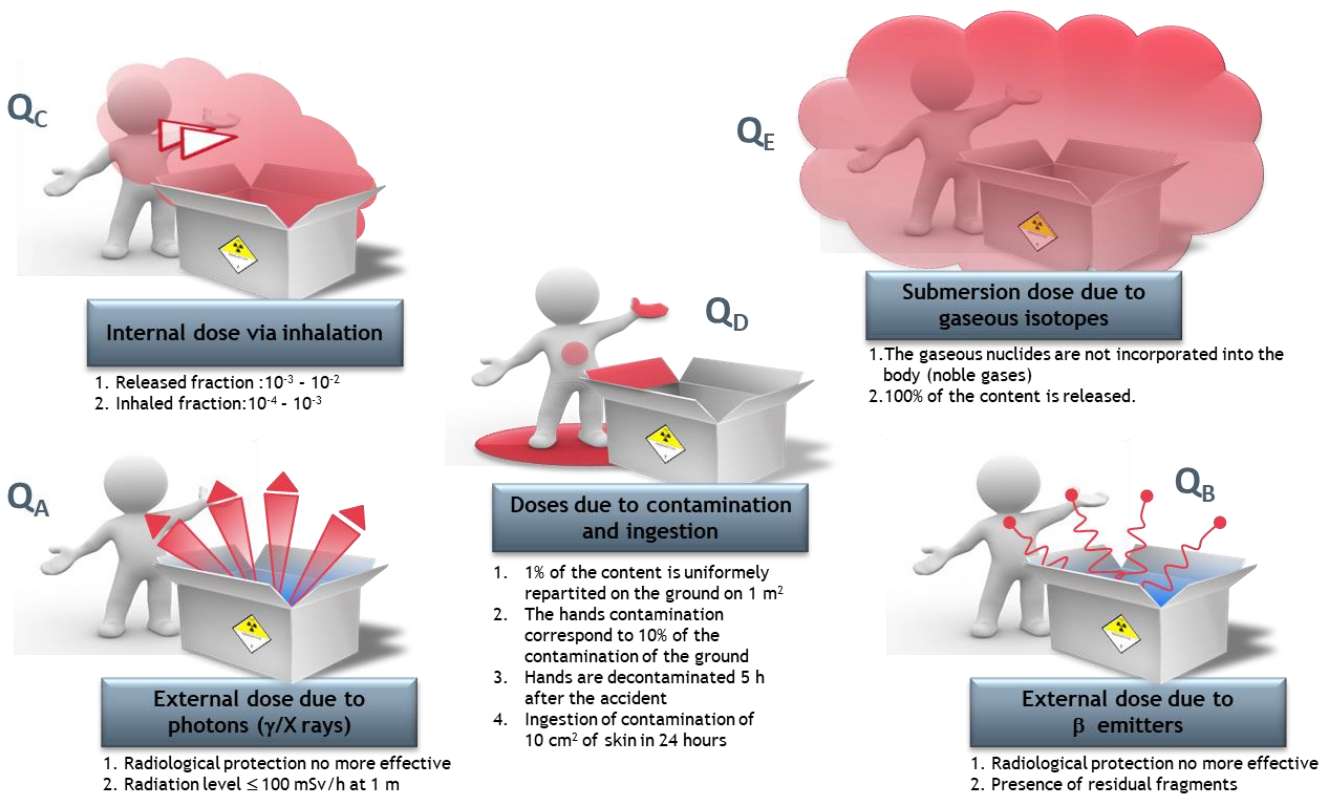 Q_C
Internal dose via inhalation
1. Released fraction :10⁻³ - 10⁻²
2. Inhaled fraction:10⁻⁴ - 10⁻³
Q_E
Submersion dose due to
gaseous isotopes
1.The gaseous nuclides are not incorporated into the
body (noble gases)
2.100% of the content is released.
Q_D
Doses due to contamination
and ingestion
1. 1% of the content is uniformely
repartited on the ground on 1 m²
2. The hands contamination
correspond to 10% of the
contamination of the ground
3. Hands are decontaminated 5 h
after the accident
4. Ingestion of contamination of
10 cm² of skin in 24 hours
Q_A
External dose due to
photons (γ/X rays)
1. Radiological protection no more effective
2. Radiation level ≤ 100 mSv/h at 1 m
Q_B
External dose due to
β emitters
1. Radiological protection no more effective
2. Presence of residual fragments